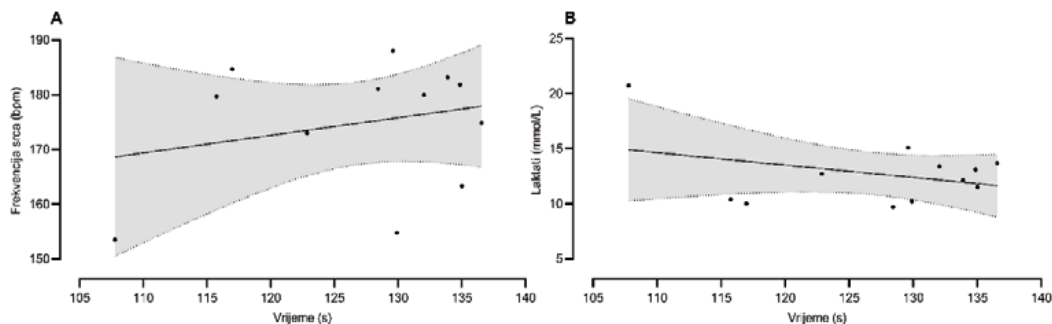 A
Frekvencija srca (bpm)
190
180
170
160
150
105 110 115 120 125 130 135 140
Vrijeme (s)
B
Laktati (mmol/L)
25
20
15
10
5
105 110 115 120 125 130 135 140
Vrijeme (s)